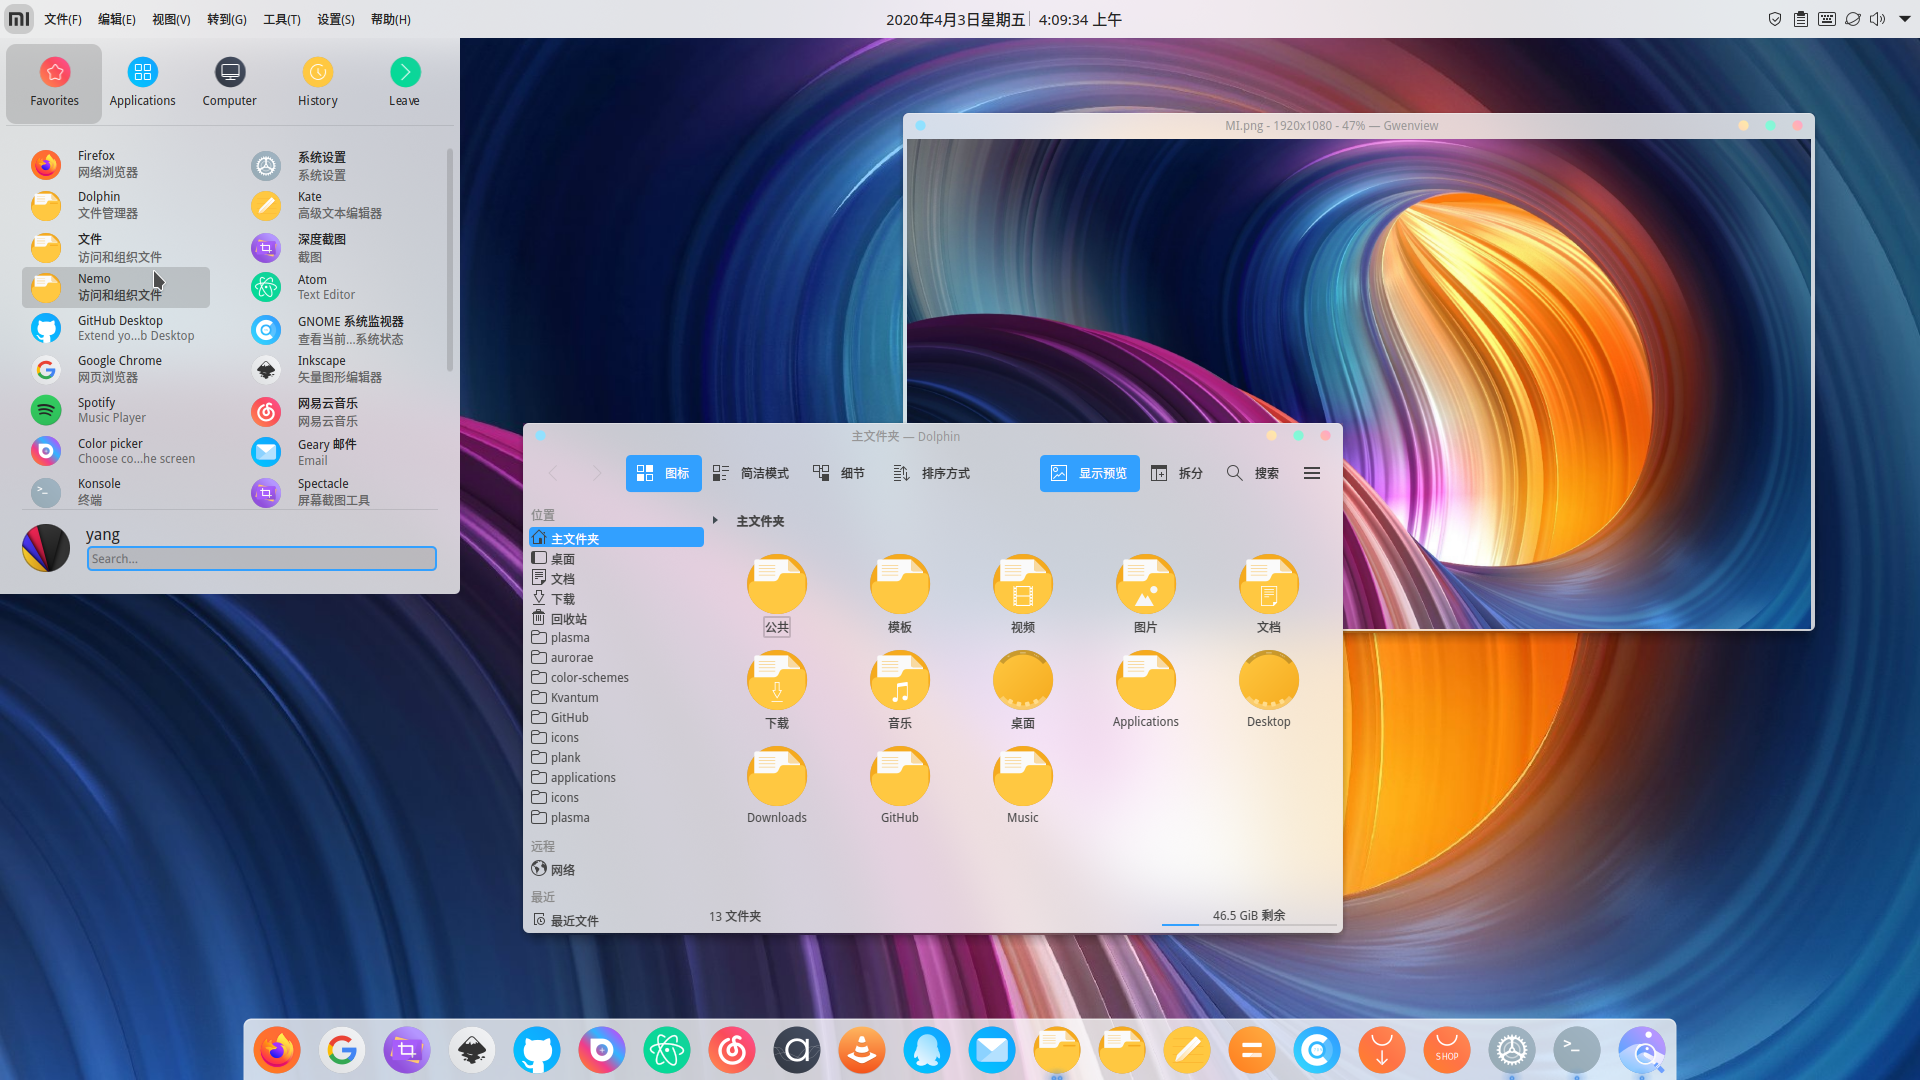 MI 文件(F) 编辑(E) 视图(V) 转到(G) 工具(T) 设置(S) 帮助(H)
2020年4月3日星期五 4:09:34 上午
Favorites
Applications
Computer
History
Leave
Firefox
网络浏览器
系统设置
系统设置
Dolphin
文件管理器
Kate
高级文本编辑器
文件
访问和组织文件
深度截图
截图
Nemo
访问和组织文件
Atom
Text Editor
GitHub Desktop
Extend yo...b Desktop
GNOME 系统监视器
查看当前...系统状态
Google Chrome
网页浏览器
Inkscape
矢量图形编辑器
Spotify
Music Player
网易云音乐
网易云音乐
Color picker
Choose co...he screen
Geary 邮件
Email
Konsole
终端
Spectacle
屏幕截图工具
yang
Search...
MI.png - 1920x1080 - 47% — Gwenview
主文件夹 — Dolphin
图标
简洁模式
细节
排序方式
显示预览
拆分
搜索
位置
主文件夹
桌面
文档
下载
回收站
plasma
aurorae
color-schemes
Kvantum
GitHub
icons
plank
applications
icons
plasma
远程
网络
最近
最近文件
主文件夹
公共
模板
视频
图片
文档
下载
音乐
桌面
Applications
Desktop
Downloads
GitHub
Music
13 文件夹
46.5 GiB 剩余
SHOP